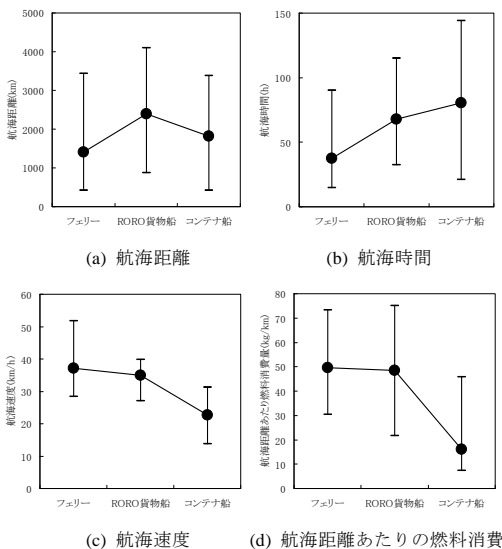 5000
4000
3000
2000
1000
0
航海距離(km)
フェリー RORO貨物船 コンテナ船
(a) 航海距離
150
100
50
0
航海時間(h)
フェリー RORO貨物船 コンテナ船
(b) 航海時間
60
50
40
30
20
10
0
航海速度(km/h)
フェリー RORO貨物船 コンテナ船
(c) 航海速度
80
70
60
50
40
30
20
10
0
航海距離あたり燃料消費量(kg/km)
フェリー RORO貨物船 コンテナ船
(d) 航海距離あたりの燃料消費